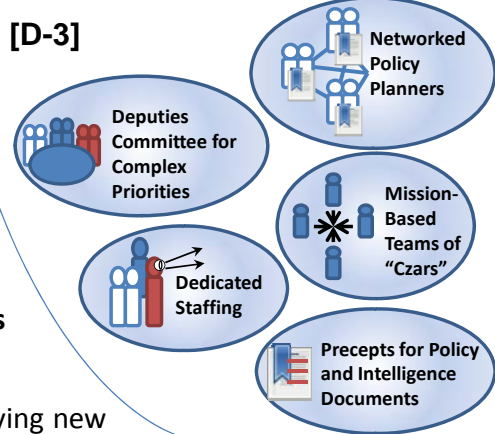 [D-3]
Networked
Policy
Planners
Deputies
Committee for
Complex
Priorities
Mission-
Based
Teams of
“Czars”
Dedicated
Staffing
Precepts for Policy
and Intelligence
Documents
new